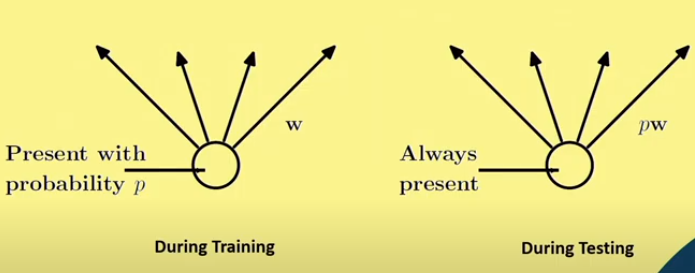 w
Present with
probability p
During Training
pw
Always
present
During Testing